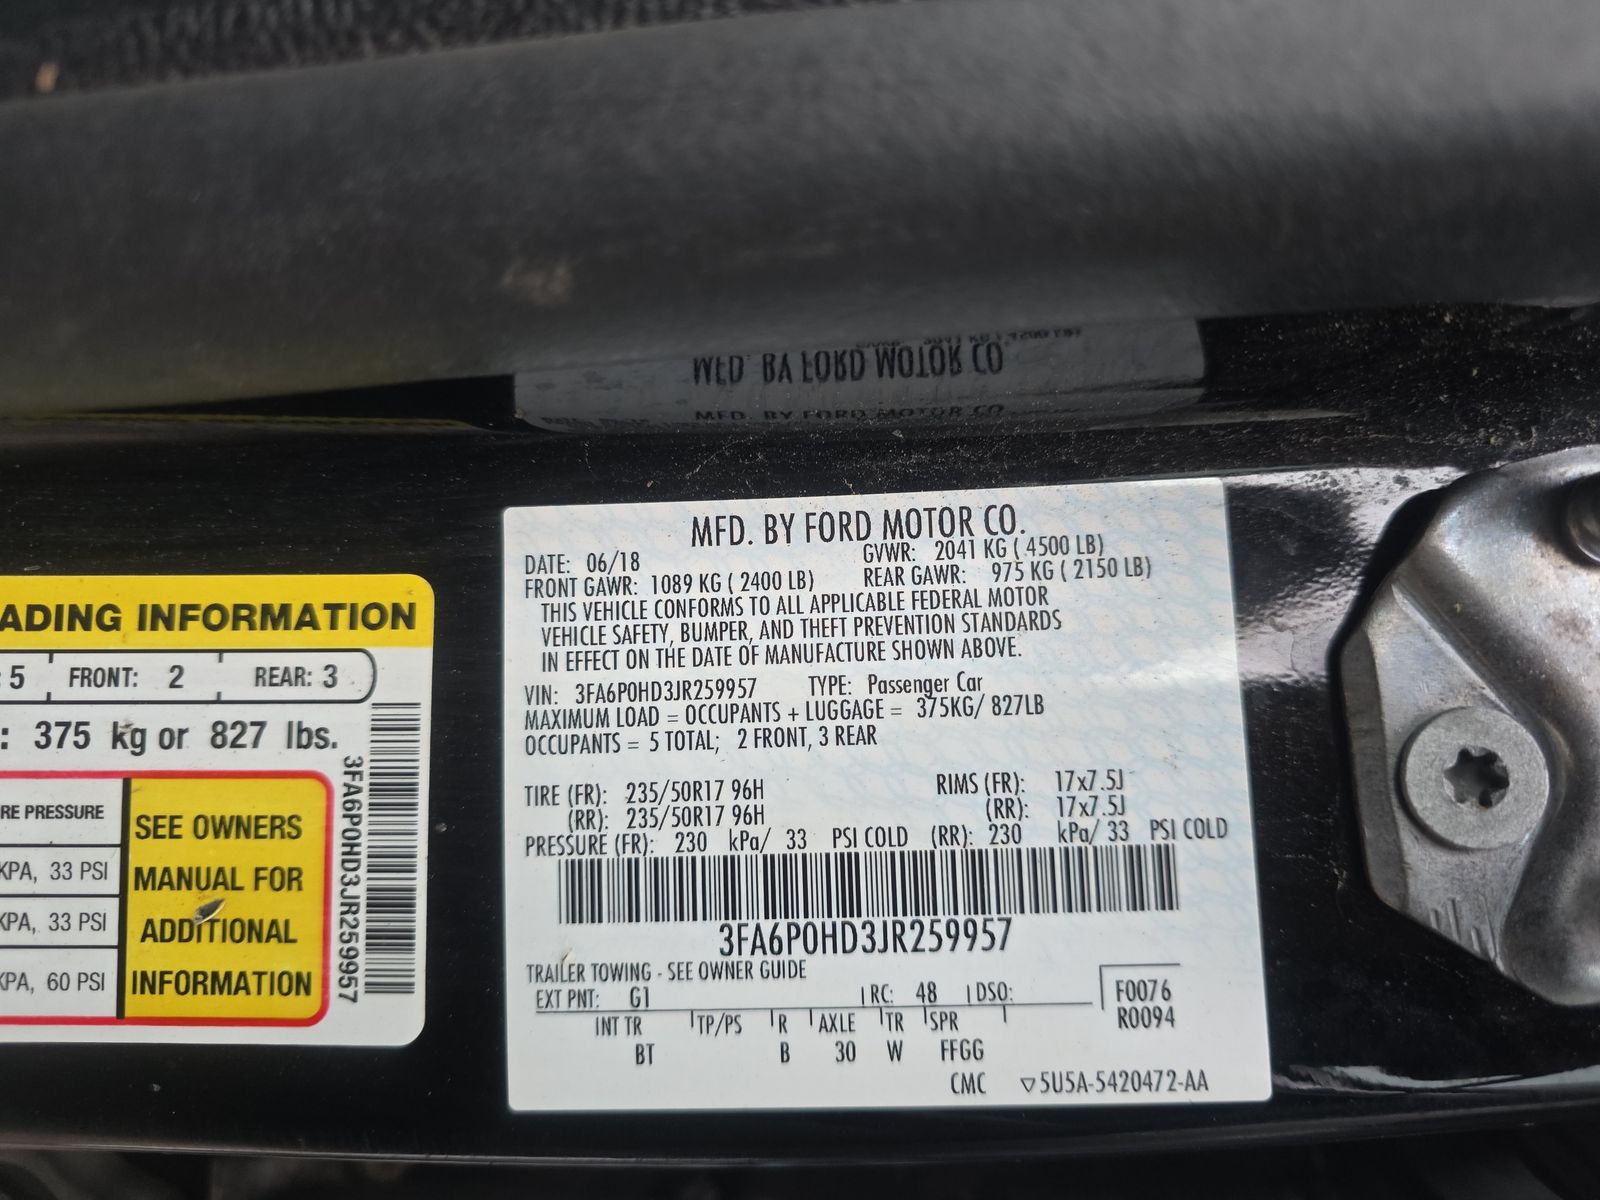 ADING INFORMATION
: 5 FRONT: 2 REAR: 3
: 375 kg or 827 lbs.
RE PRESSURE
KPA, 33 PSI
KPA, 33 PSI
KPA, 60 PSI
SEE OWNERS
MANUAL FOR
ADDITIONAL
INFORMATION
3FA6P0HD3JR259957
MFD. BY FORD MOTOR CO.
MFD. BY FORD MOTOR CO.
MFD. BY FORD MOTOR CO.
DATE: 06/18 GVWR: 2041 KG ( 4500 LB)
FRONT GAWR: 1089 KG ( 2400 LB) REAR GAWR: 975 KG ( 2150 LB)
THIS VEHICLE CONFORMS TO ALL APPLICABLE FEDERAL MOTOR
VEHICLE SAFETY, BUMPER, AND THEFT PREVENTION STANDARDS
IN EFFECT ON THE DATE OF MANUFACTURE SHOWN ABOVE.
VIN: 3FA6P0HD3JR259957 TYPE: Passenger Car
MAXIMUM LOAD = OCCUPANTS + LUGGAGE = 375KG/ 827LB
OCCUPANTS = 5 TOTAL; 2 FRONT, 3 REAR
TIRE (FR): 235/50R17 96H RIMS (FR): 17x7.5J
(RR): 235/50R17 96H (RR): 17x7.5J
PRESSURE (FR): 230 kPa/ 33 PSI COLD (RR): 230 kPa/ 33 PSI COLD
3FA6P0HD3JR259957
TRAILER TOWING - SEE OWNER GUIDE
EXT PNT: G1 RC: 48 DSO: F0076
INT TR TP/PS R AXLE TR SPR R0094
BT B 30 W FFGG
CMC ▽5U5A-5420472-AA